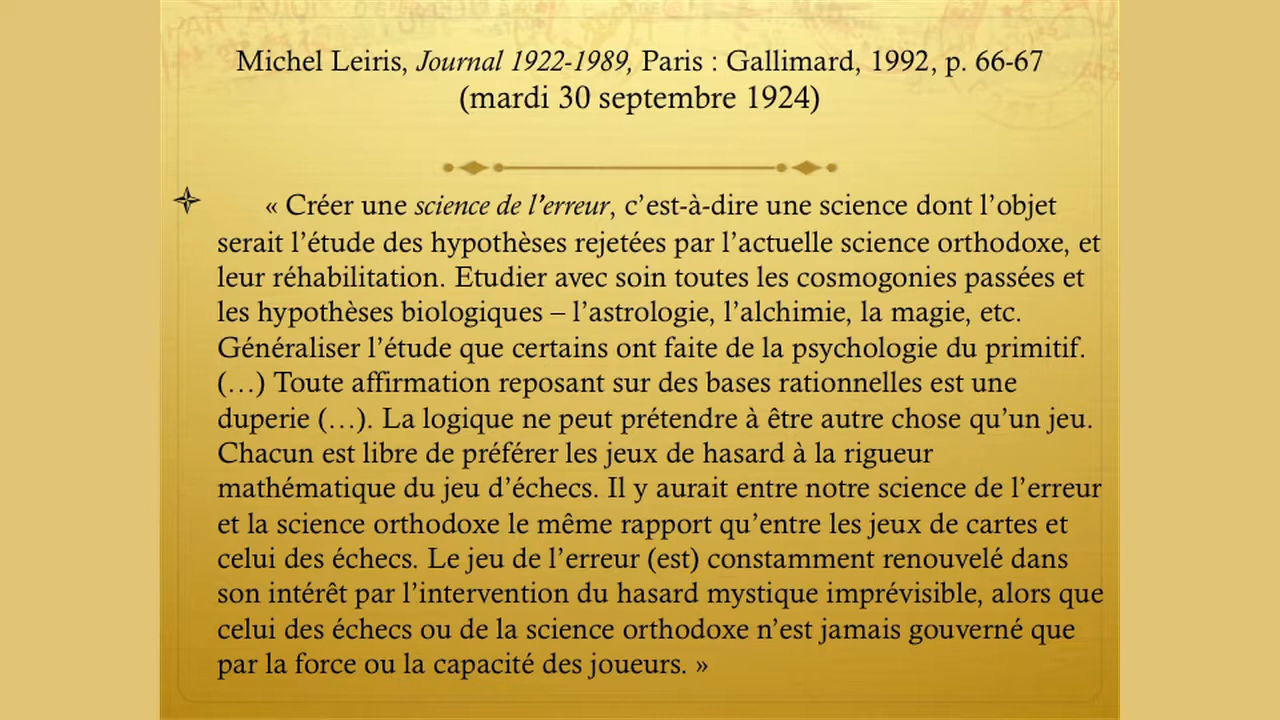 Michel Leiris, Journal 1922-1989, Paris : Gallimard, 1992, p. 66-67
(mardi 30 septembre 1924)
« Créer une science de l’erreur, c’est-à-dire une science dont l’objet
serait l’étude des hypothèses rejetées par l’actuelle science orthodoxe, et
leur réhabilitation. Etudier avec soin toutes les cosmogonies passées et
les hypothèses biologiques – l’astrologie, l’alchimie, la magie, etc.
Généraliser l’étude que certains ont faite de la psychologie du primitif.
(…) Toute affirmation reposant sur des bases rationnelles est une
duperie (…). La logique ne peut prétendre à être autre chose qu’un jeu.
Chacun est libre de préférer les jeux de hasard à la rigueur
mathématique du jeu d’échecs. Il y aurait entre notre science de l’erreur
et la science orthodoxe le même rapport qu’entre les jeux de cartes et
celui des échecs. Le jeu de l’erreur (est) constamment renouvelé dans
son intérêt par l’intervention du hasard mystique imprévisible, alors que
celui des échecs ou de la science orthodoxe n’est jamais gouverné que
par la force ou la capacité des joueurs. »